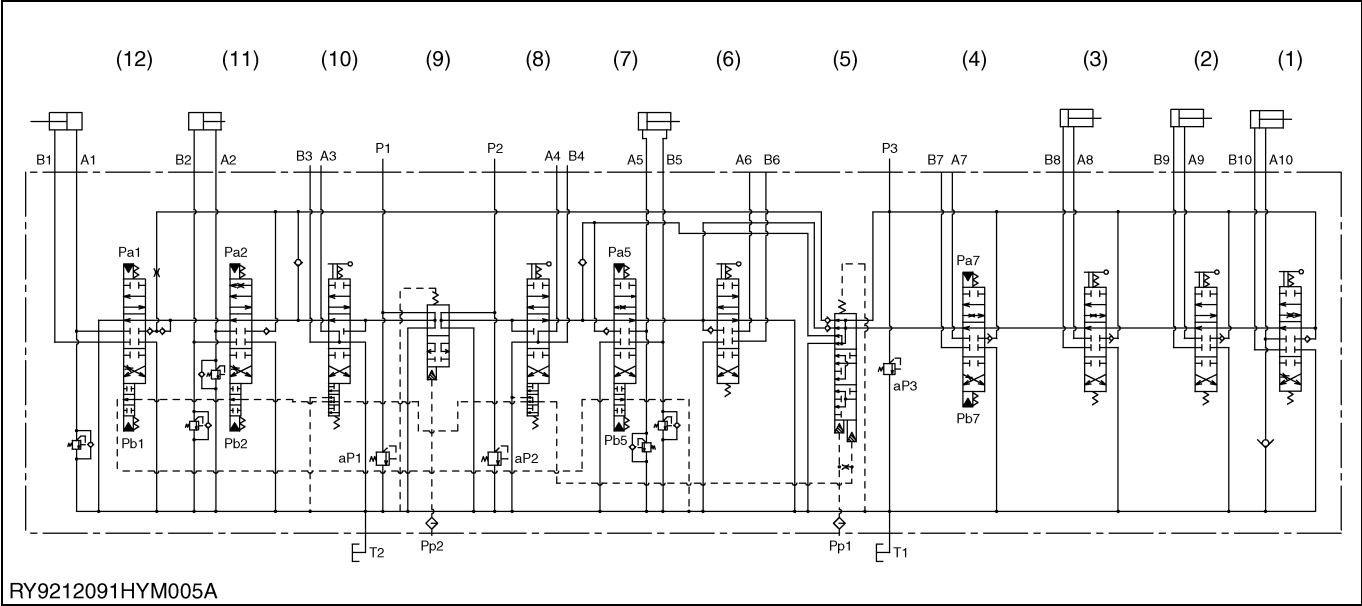 (12) (11) (10) (9) (8) (7) (6) (5) (4) (3) (2) (1)
B1 A1 B2 A2 B3 A3 P1 P2 A4 B4 A5 B5 A6 B6 P3 B7 A7 B8 A8 B9 A9 B10 A10
Pa1 Pa2 Pa5 Pa7
aP3
Pb1 Pb2 Pb5 Pb7
aP1 aP2
T2 Pp2 Pp1 T1
RY9212091HYM005A